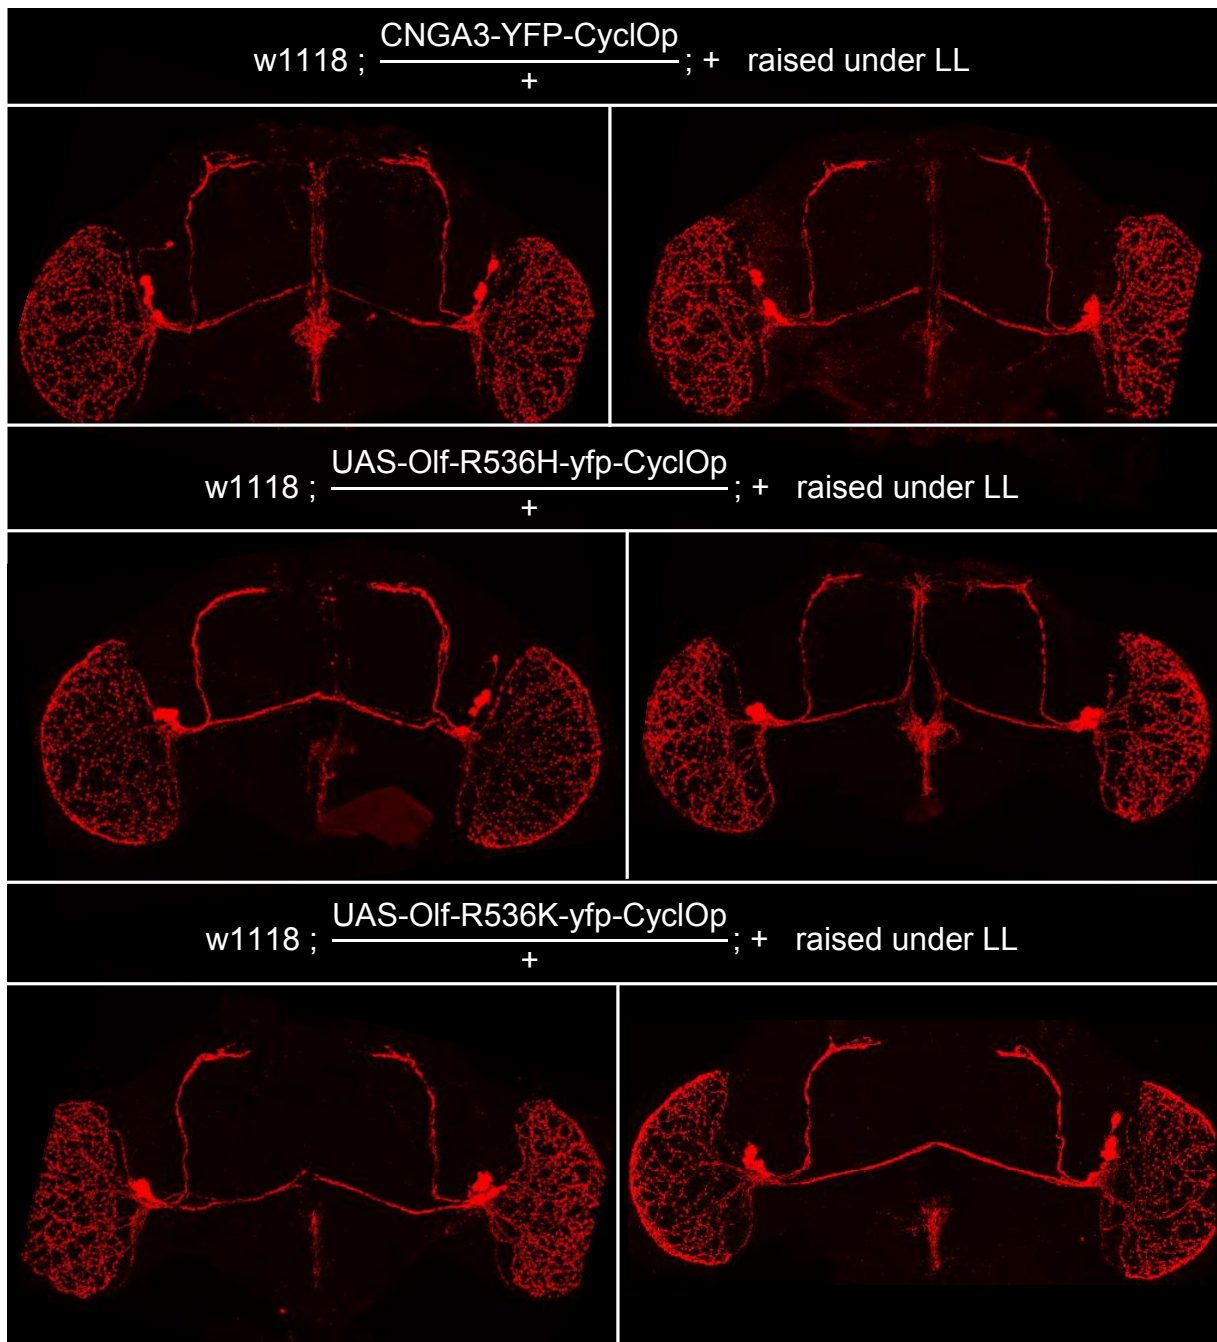 CNGA3-YFP-CyclOp
w1118 ; ; + raised under LL
+
UAS-Olf-R536H-yfp-CyclOp
w1118 ; ; + raised under LL
+
UAS-Olf-R536K-yfp-CyclOp
w1118 ; ; + raised under LL
+